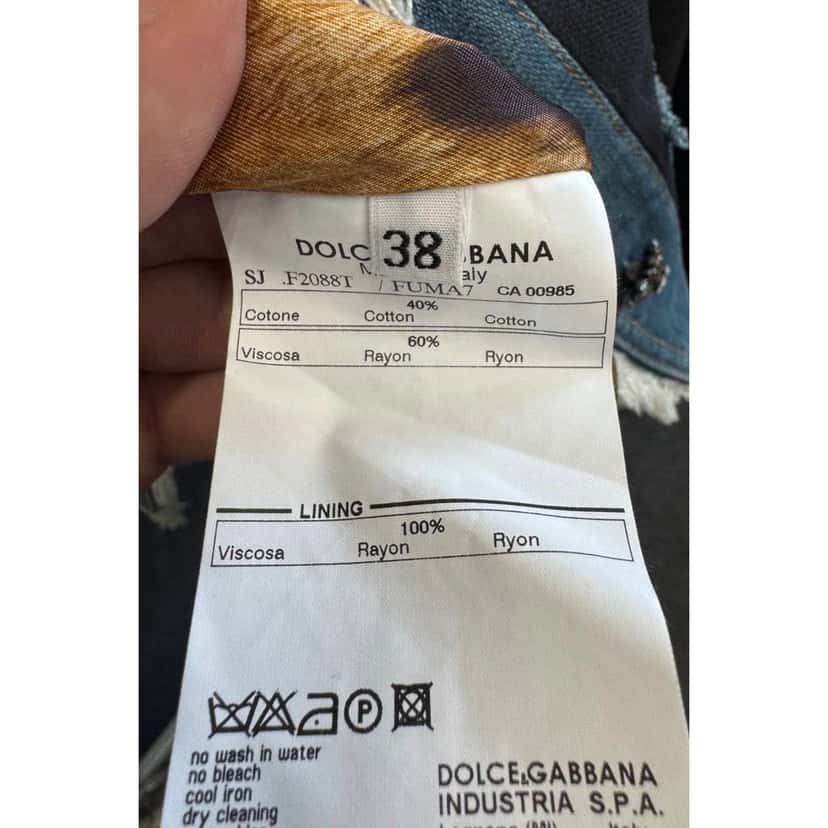 38
DOLC BBANA
aly
SJ .F2088T / FUMA7 CA 00985
40%
Cotone Cotton Cotton
60%
Viscosa Rayon Ryon
LINING
100%
Viscosa Rayon Ryon
P
no wash in water
no bleach
cool iron
dry cleaning
DOLCE&GABBANA
INDUSTRIA S.P.A.